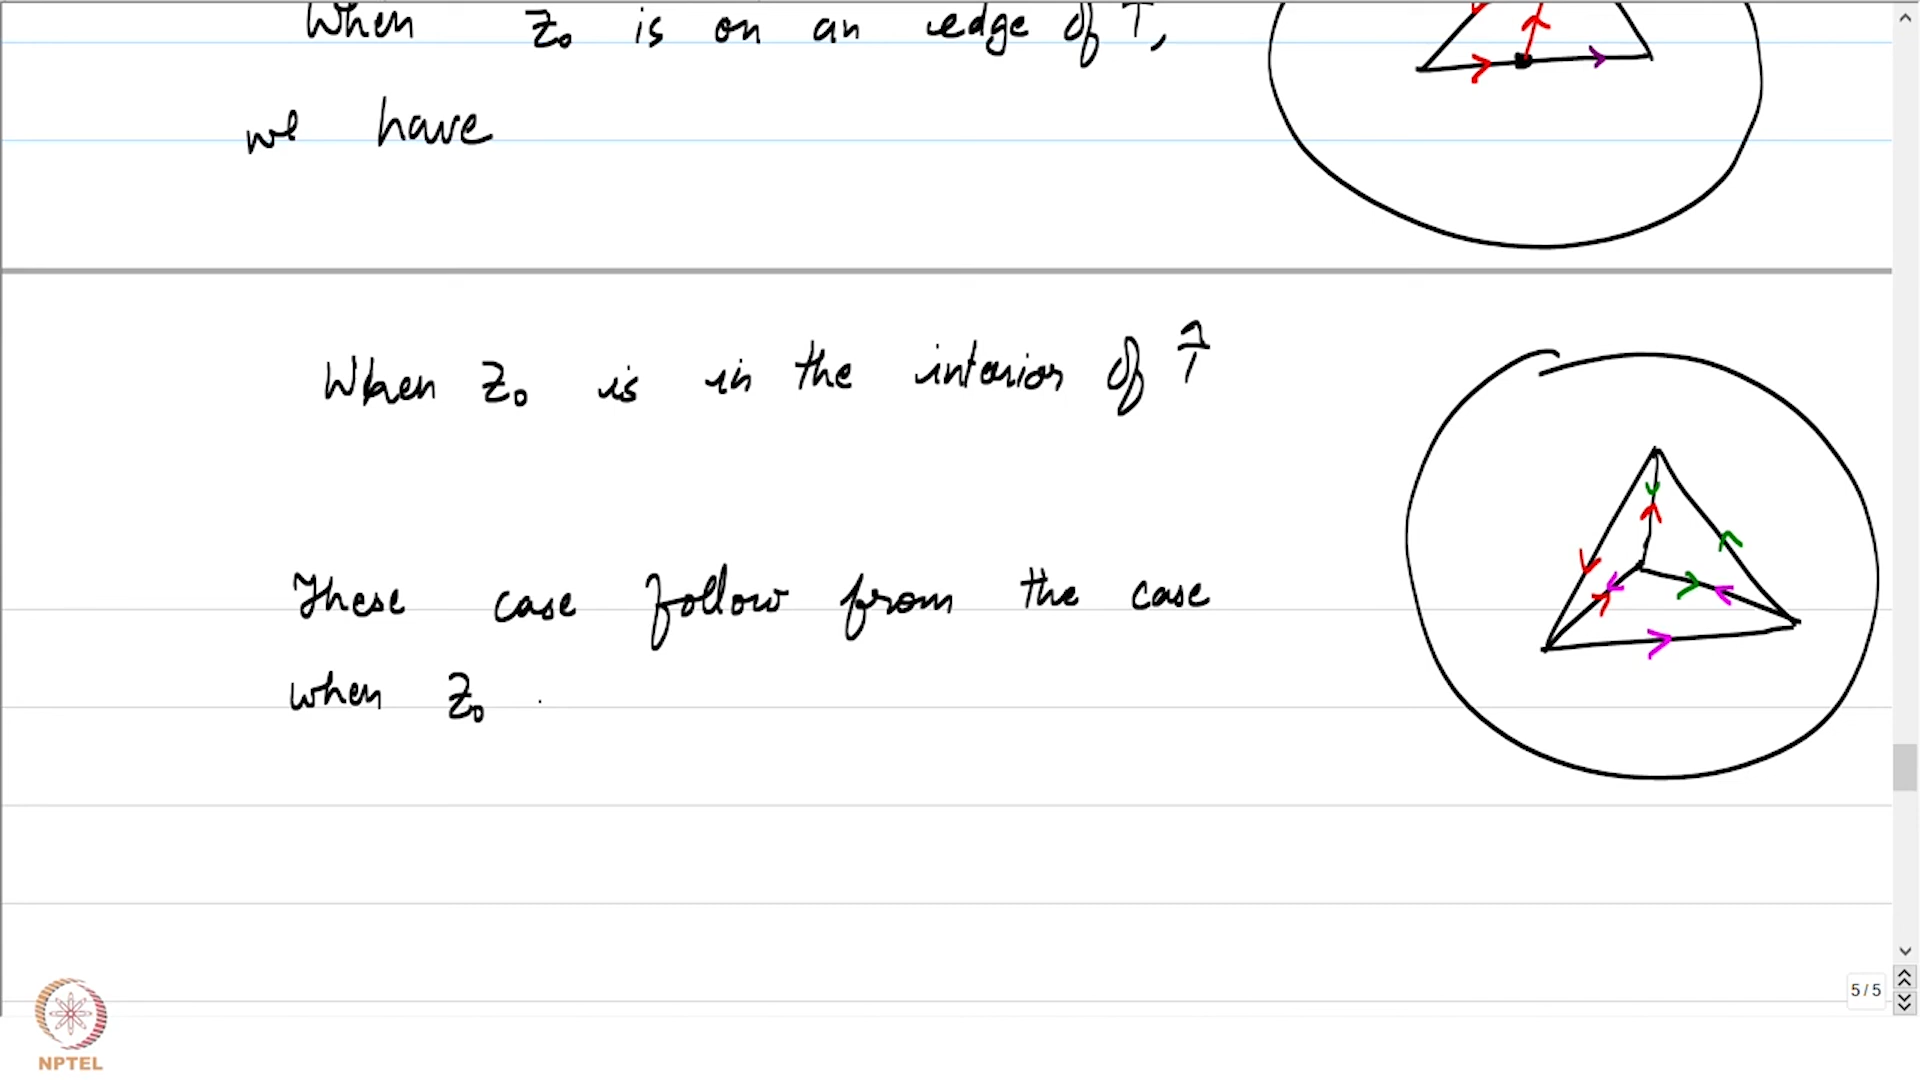 When z₀ is on an edge of T,
we have
When z₀ is in the interior of T̂
These case follow from the case
when z₀
5 / 5
NPTEL